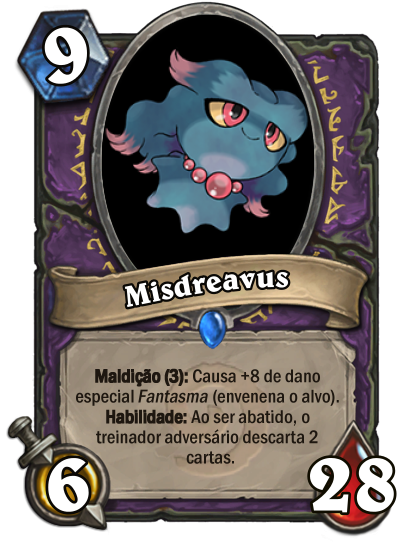 9
Misdreavus
Maldição (3): Causa +8 de dano
especial Fantasma (envenena o alvo).
Habilidade: Ao ser abatido, o
treinador adversário descarta 2
cartas.
6
28